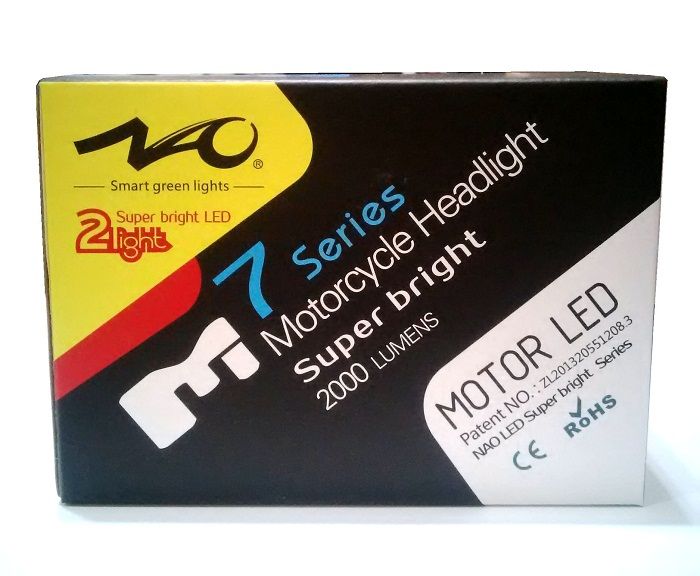 NAO®
Smart green lights
Super bright LED
2light
Mi 7 Series
Motorcycle Headlight
Super bright
2000 LUMENS
MOTOR LED
Patent NO.: ZL201320551208.3
NAO LED Super bright Series
CE RoHS